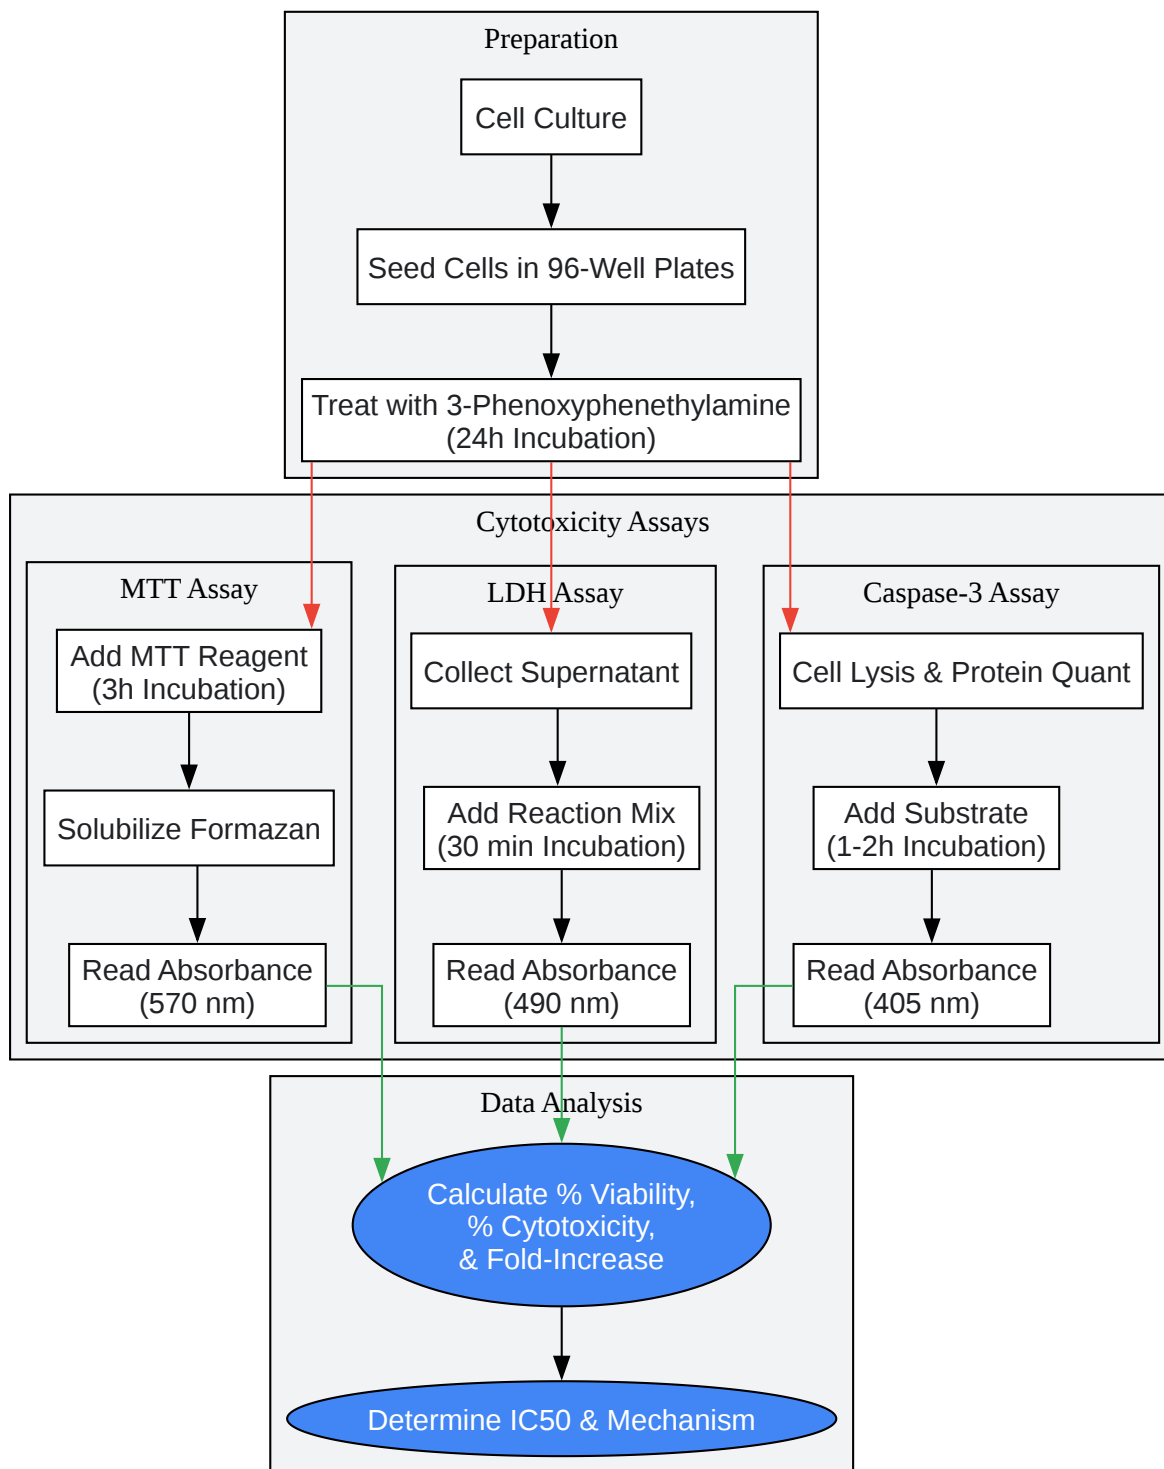 Preparation
Cell Culture
Seed Cells in 96-Well Plates
Treat with 3-Phenoxyphenethylamine
(24h Incubation)
Cytotoxicity Assays
MTT Assay
Add MTT Reagent
(3h Incubation)
Solubilize Formazan
Read Absorbance
(570 nm)
LDH Assay
Collect Supernatant
Add Reaction Mix
(30 min Incubation)
Read Absorbance
(490 nm)
Caspase-3 Assay
Cell Lysis & Protein Quant
Add Substrate
(1-2h Incubation)
Read Absorbance
(405 nm)
Data Analysis
Calculate % Viability,
% Cytotoxicity,
& Fold-Increase
Determine IC50 & Mechanism